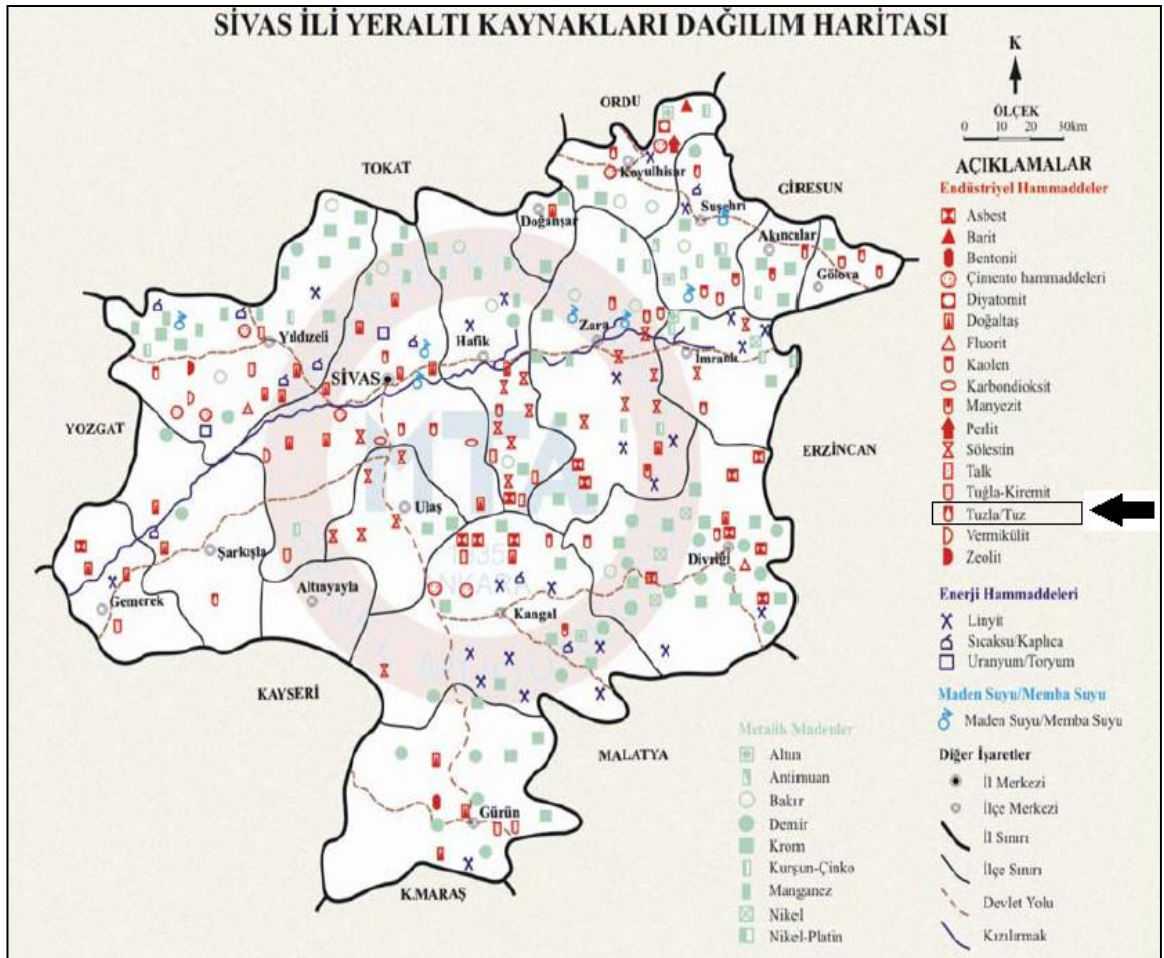 SİVAS İLİ YERALTI KAYNAKLARI DAĞILIM HARİTASI
K
ÖLÇEK
0 10 20 30km
ORDU
TOKAT
GİRESUN
Koyulhisar
Suşehri
Doğanşar
Akıncılar
Gölova
Yıldızeli
Hafik
Zara
İmranlı
SİVAS
YOZGAT
ERZİNCAN
MTA
1935
ANKARA
Ulaş
Şarkışla
Divriği
Altınyayla
Gemerek
Kangal
KAYSERİ
MALATYA
Gürün
K.MARAŞ
AÇIKLAMALAR
Endüstriyel Hammaddeler
Asbest
Barit
Bentonit
Çimento hammaddeleri
Diyatomit
Doğaltaş
Fluorit
Kaolen
Karbondioksit
Manyezit
Perlit
Sölestin
Talk
Tuğla-Kiremit
Tuzla/Tuz
Vermikülit
Zeolit
Enerji Hammaddeleri
Linyit
Sıcaksu/Kaplıca
Uranyum/Toryum
Maden Suyu/Memba Suyu
Maden Suyu/Memba Suyu
Metalik Madenler
Altın
Antimuan
Bakır
Demir
Krom
Kurşun-Çinko
Manganez
Nikel
Nikel-Platin
Diğer İşaretler
İl Merkezi
İlçe Merkezi
İl Sınırı
İlçe Sınırı
Devlet Yolu
Kızılırmak